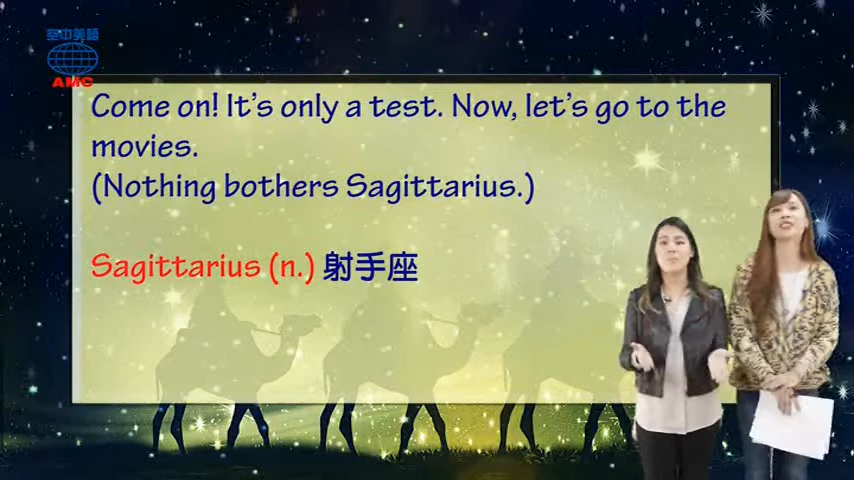 空中美語
AMC
Come on! It's only a test. Now, let's go to the
movies.
(Nothing bothers Sagittarius.)
Sagittarius (n.) 射手座